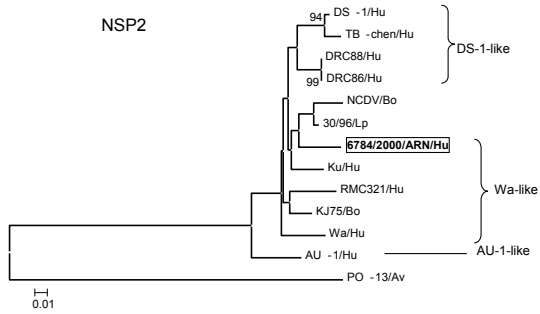 NSP2
94
DS -1/Hu
TB -chen/Hu
DRC88/Hu
99
DRC86/Hu
DS-1-like
NCDV/Bo
30/96/Lp
6784/2000/ARN/Hu
Ku/Hu
RMC321/Hu
KJ75/Bo
Wa/Hu
Wa-like
AU -1/Hu
AU-1-like
PO -13/Av
0.01